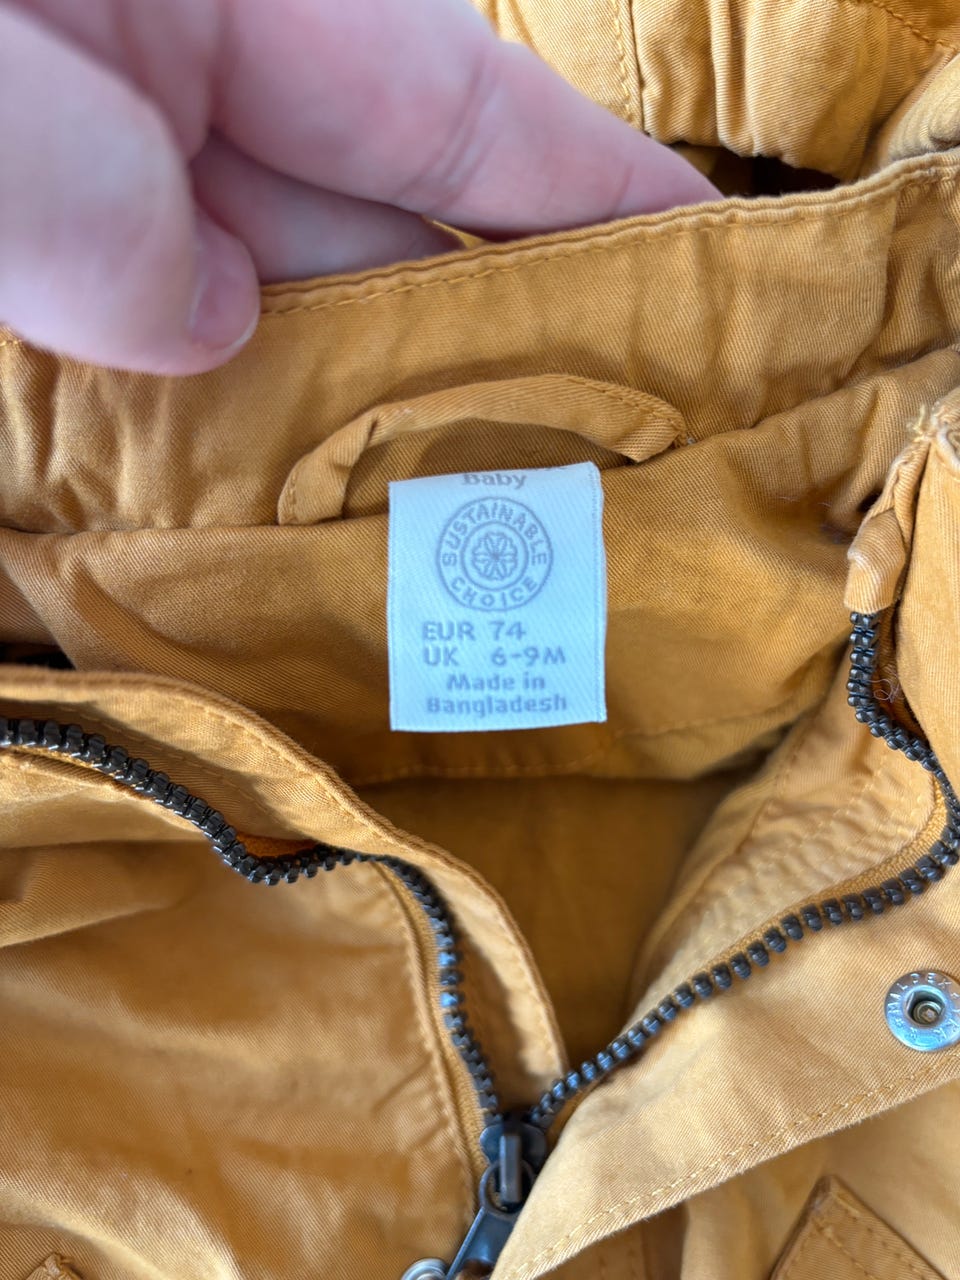 Baby
SUSTAINABLE
CHOICE
EUR 74
UK 6-9M
Made in
Bangladesh